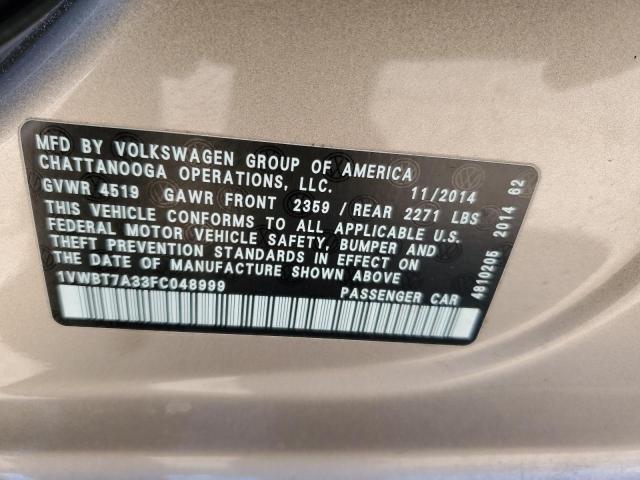 MFD BY VOLKSWAGEN GROUP OF AMERICA
CHATTANOOGA OPERATIONS, LLC. 11/2014
GVWR 4519 GAWR FRONT 2359 / REAR 2271 LBS
THIS VEHICLE CONFORMS TO ALL APPLICABLE U.S.
FEDERAL MOTOR VEHICLE SAFETY, BUMPER AND
THEFT PREVENTION STANDARDS IN EFFECT ON
THE DATE OF MANUFACTURE SHOWN ABOVE
1VWBT7A33FC048999 PASSENGER CAR
4810205 2014 62